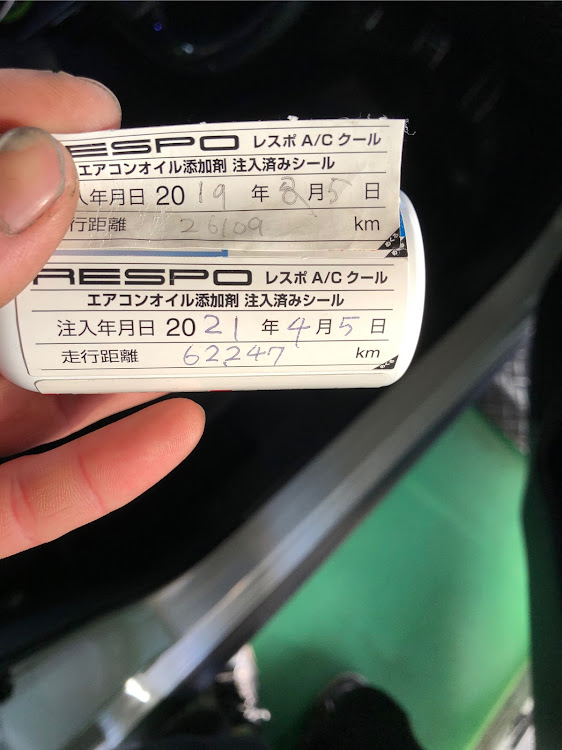 RESPO レスポ A/C クール
エアコンオイル添加剤 注入済みシール
入年月日 2019 年 8 月 5 日
行距離 26109 km
RESPO レスポ A/C クール
エアコンオイル添加剤 注入済みシール
注入年月日 2021 年 4 月 5 日
走行距離 62247 km